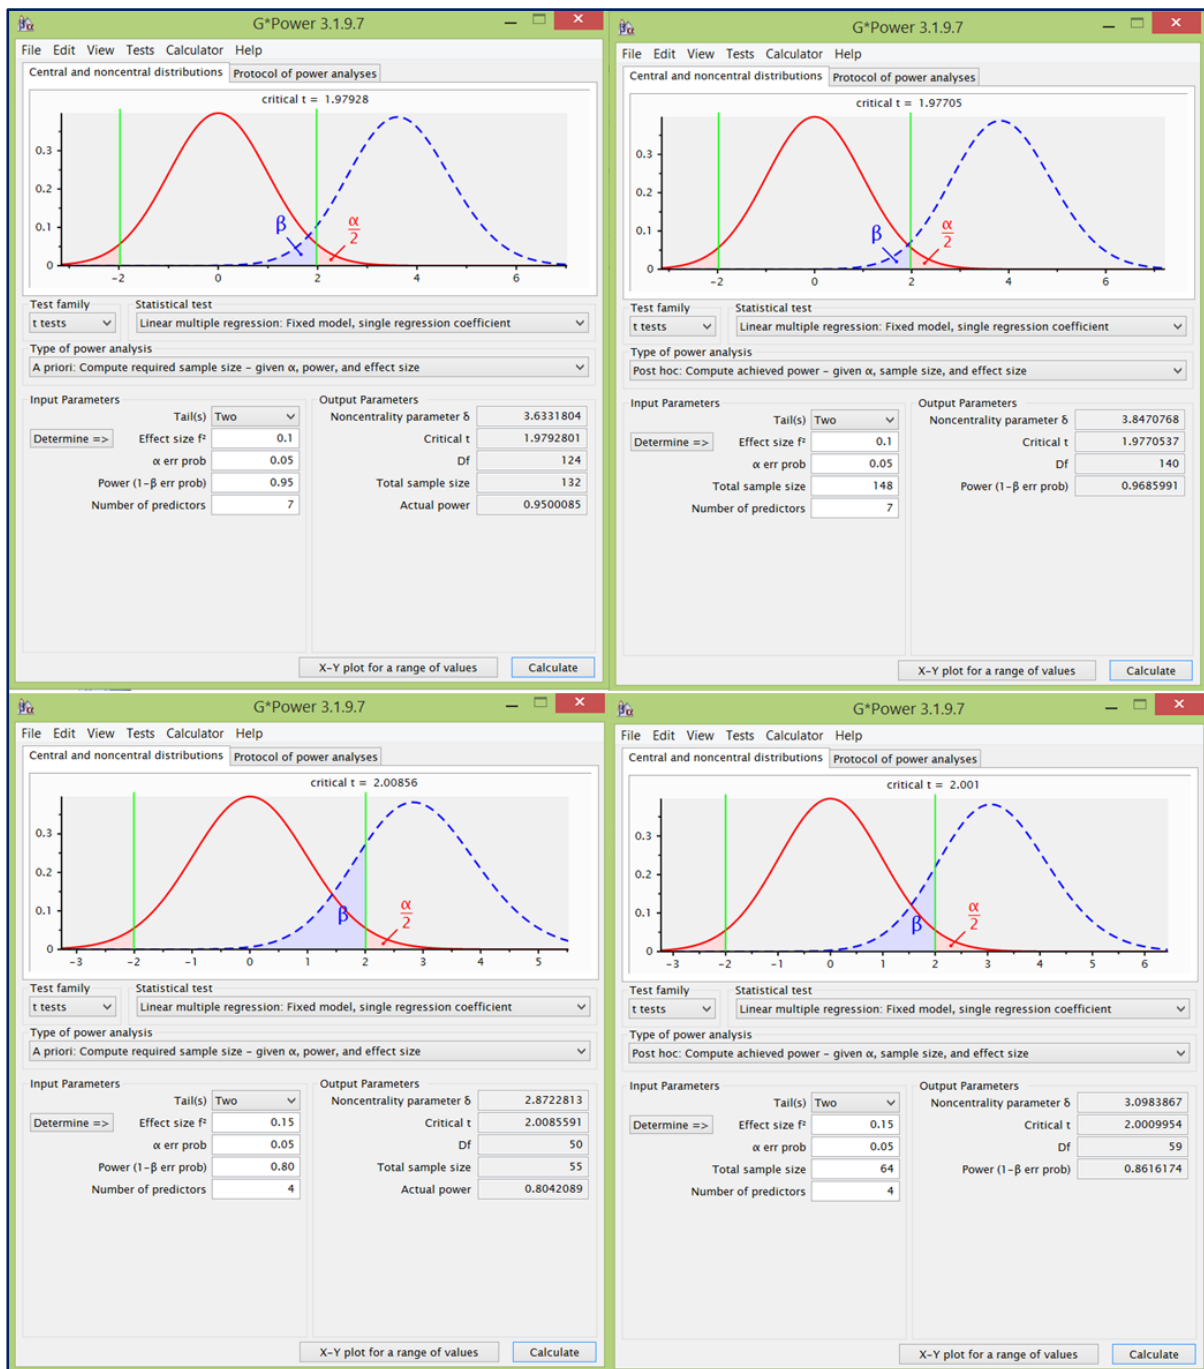 G*Power 3.1.9.7
File Edit View Tests Calculator Help
Central and noncentral distributions Protocol of power analyses
critical t = 1.97928
0.3
0.2
0.1
0
β
α
2
-2 0 2 4 6
Test family Statistical test
t tests Linear multiple regression: Fixed model, single regression coefficient
Type of power analysis
A priori: Compute required sample size – given α, power, and effect size
Input Parameters Output Parameters
Tail(s) Two Noncentrality parameter δ 3.6331804
Determine => Effect size f² 0.1 Critical t 1.9792801
α err prob 0.05 Df 124
Power (1-β err prob) 0.95 Total sample size 132
Number of predictors 7 Actual power 0.9500085
X-Y plot for a range of values Calculate
G*Power 3.1.9.7
File Edit View Tests Calculator Help
Central and noncentral distributions Protocol of power analyses
critical t = 1.97705
0.3
0.2
0.1
0
β
α
2
-2 0 2 4 6
Test family Statistical test
t tests Linear multiple regression: Fixed model, single regression coefficient
Type of power analysis
Post hoc: Compute achieved power – given α, sample size, and effect size
Input Parameters Output Parameters
Tail(s) Two Noncentrality parameter δ 3.8470768
Determine => Effect size f² 0.1 Critical t 1.9770537
α err prob 0.05 Df 140
Total sample size 148 Power (1-β err prob) 0.9685991
Number of predictors 7
X-Y plot for a range of values Calculate
G*Power 3.1.9.7
File Edit View Tests Calculator Help
Central and noncentral distributions Protocol of power analyses
critical t = 2.00856
0.3
0.2
0.1
0
β
α
2
-3 -2 -1 0 1 2 3 4 5
Test family Statistical test
t tests Linear multiple regression: Fixed model, single regression coefficient
Type of power analysis
A priori: Compute required sample size – given α, power, and effect size
Input Parameters Output Parameters
Tail(s) Two Noncentrality parameter δ 2.8722813
Determine => Effect size f² 0.15 Critical t 2.0085591
α err prob 0.05 Df 50
Power (1-β err prob) 0.80 Total sample size 55
Number of predictors 4 Actual power 0.8042089
X-Y plot for a range of values Calculate
G*Power 3.1.9.7
File Edit View Tests Calculator Help
Central and noncentral distributions Protocol of power analyses
critical t = 2.001
0.3
0.2
0.1
0
β
α
2
-3 -2 -1 0 1 2 3 4 5 6
Test family Statistical test
t tests Linear multiple regression: Fixed model, single regression coefficient
Type of power analysis
Post hoc: Compute achieved power – given α, sample size, and effect size
Input Parameters Output Parameters
Tail(s) Two Noncentrality parameter δ 3.0983867
Determine => Effect size f² 0.15 Critical t 2.0009954
α err prob 0.05 Df 59
Total sample size 64 Power (1-β err prob) 0.8616174
Number of predictors 4
X-Y plot for a range of values Calculate